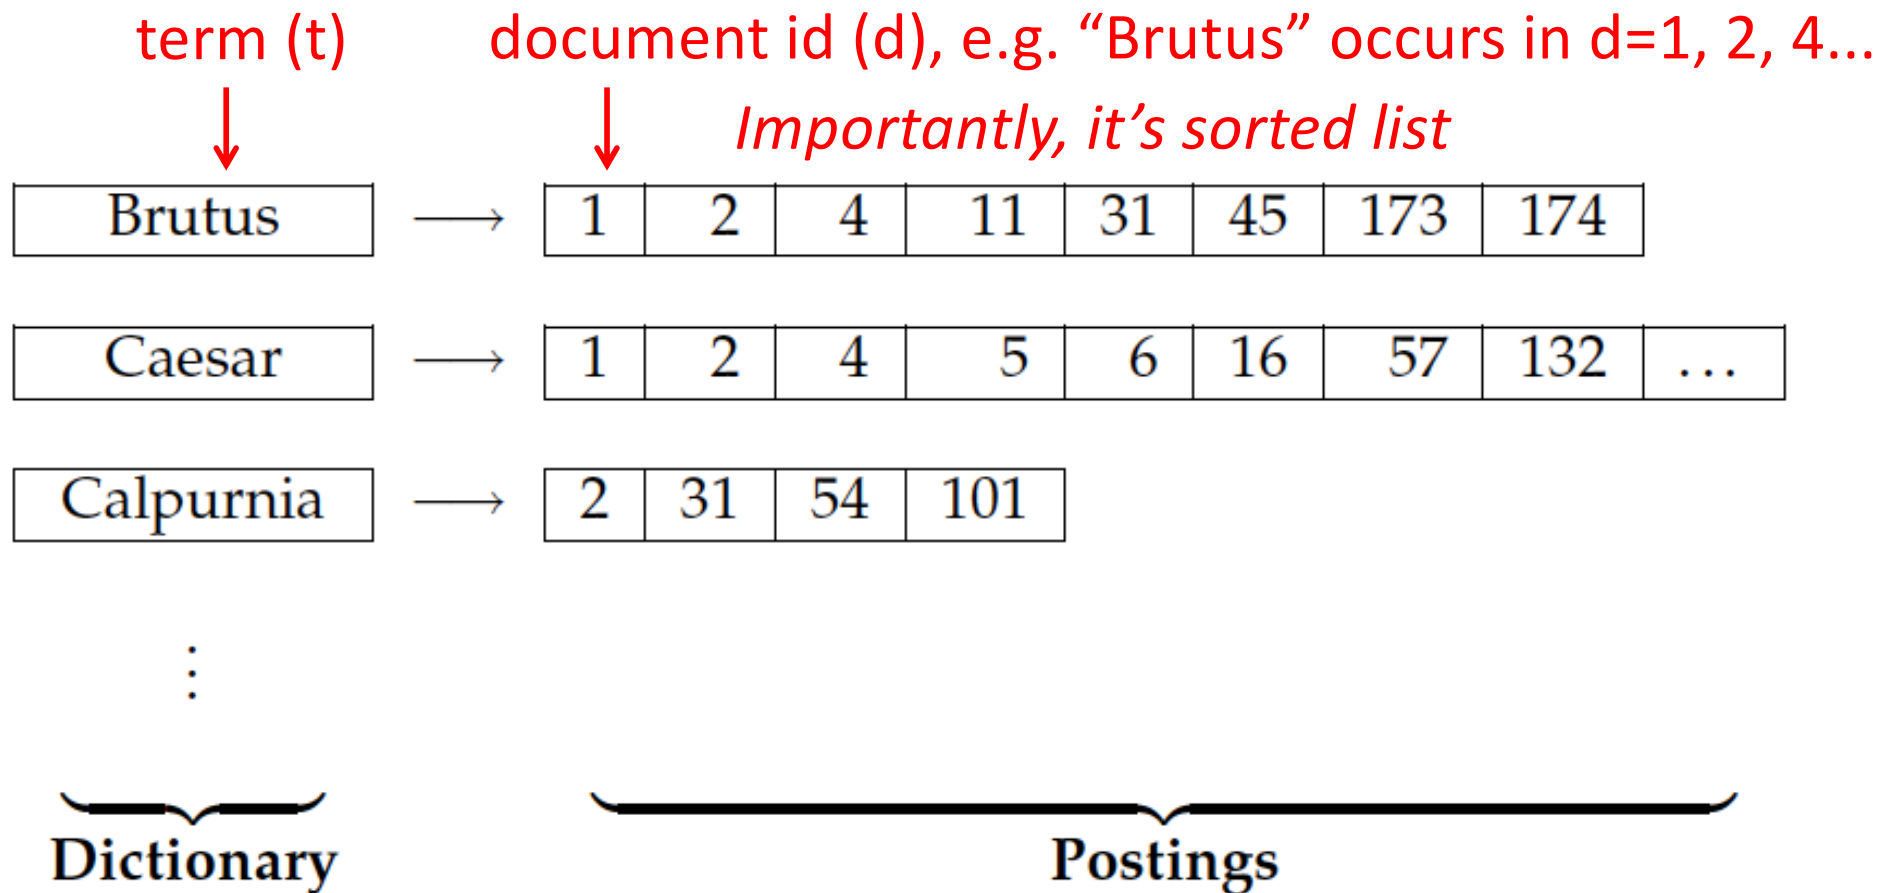 term (t) document id (d), e.g. “Brutus” occurs in d=1, 2, 4...
Importantly, it’s sorted list
Brutus ⟶ 1 2 4 11 31 45 173 174
Caesar ⟶ 1 2 4 5 6 16 57 132 ...
Calpurnia ⟶ 2 31 54 101
⋮
Dictionary Postings